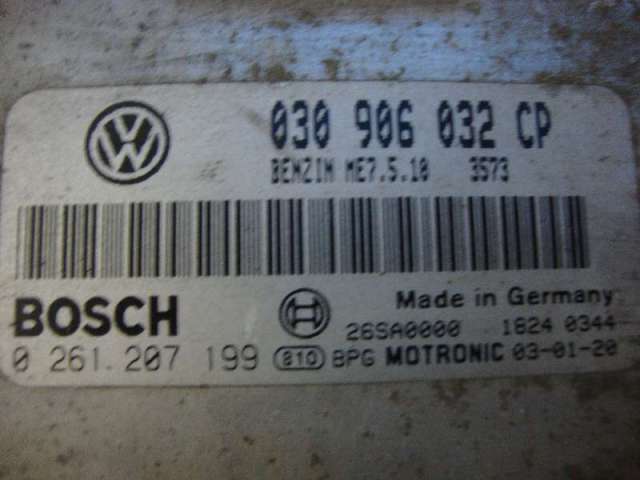 030 906 032 CP
BENZIN ME7.5.10 3573
BOSCH
Made in Germany
26SA0000 1824 0344
0 261.207 199 810 BPG MOTRONIC 03-01-20